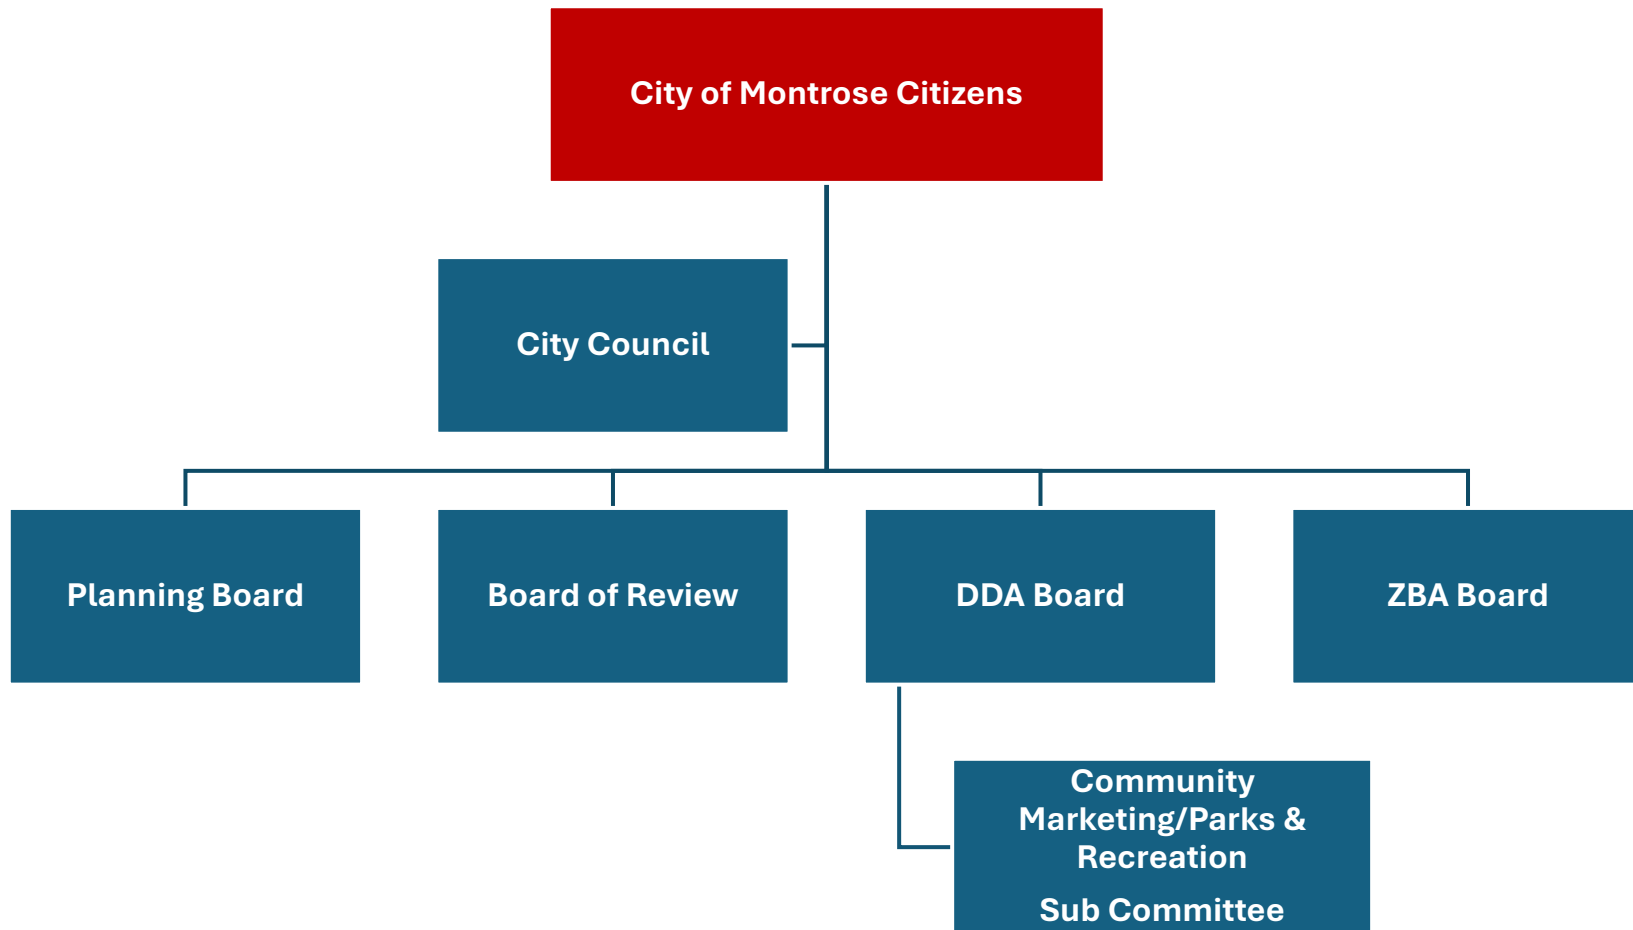 City of Montrose Citizens
City Council
Planning Board
Board of Review
DDA Board
ZBA Board
Community
Marketing/Parks &
Recreation
Sub Committee